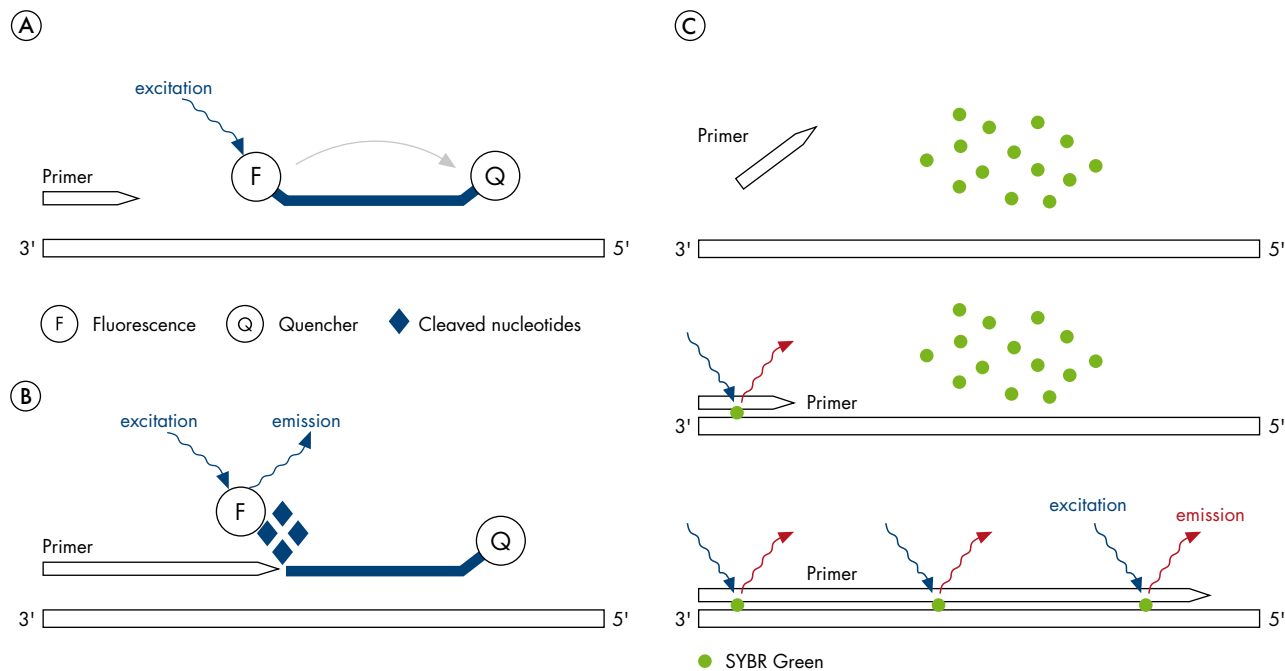 A
excitation
F
Q
Primer
3'
5'
F Fluorescence
Q Quencher
Cleaved nucleotides
B
excitation
emission
F
Q
Primer
3'
5'
C
Primer
3'
5'
Primer
3'
5'
excitation
emission
Primer
3'
5'
SYBR Green